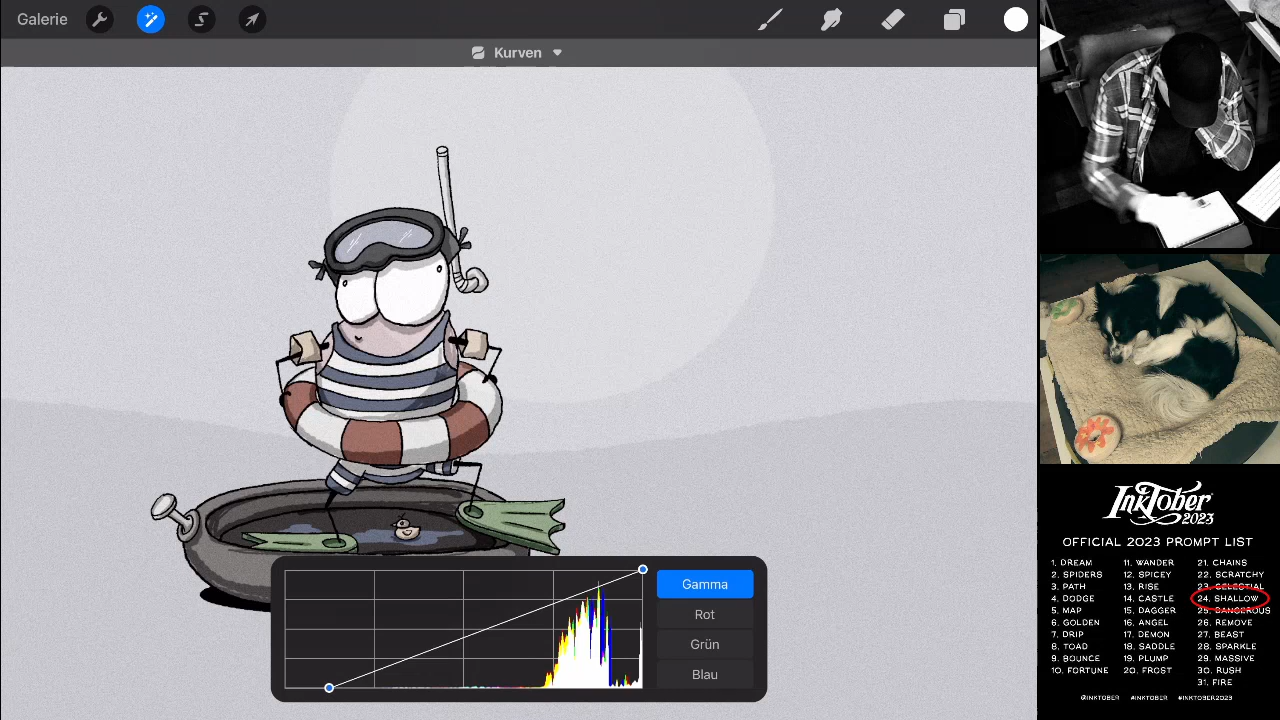 Galerie
Kurven
Gamma
Rot
Grün
Blau
INKTOBER
2023
OFFICIAL 2023 PROMPT LIST
1. DREAM
2. SPIDERS
3. PATH
4. DODGE
5. MAP
6. GOLDEN
7. DRIP
8. TOAD
9. BOUNCE
10. FORTUNE
11. WANDER
12. SPICY
13. RISE
14. CASTLE
15. DAGGER
16. ANGEL
17. DEMON
18. SADDLE
19. PLUMP
20. FROST
21. CHAINS
22. SCRATCHY
23. CELESTIAL
24. SHALLOW
25. DANGEROUS
26. REMOVE
27. BEAST
28. SPARKLE
29. MASSIVE
30. RUSH
31. FIRE
@INKTOBER #INKTOBER #INKTOBER2023